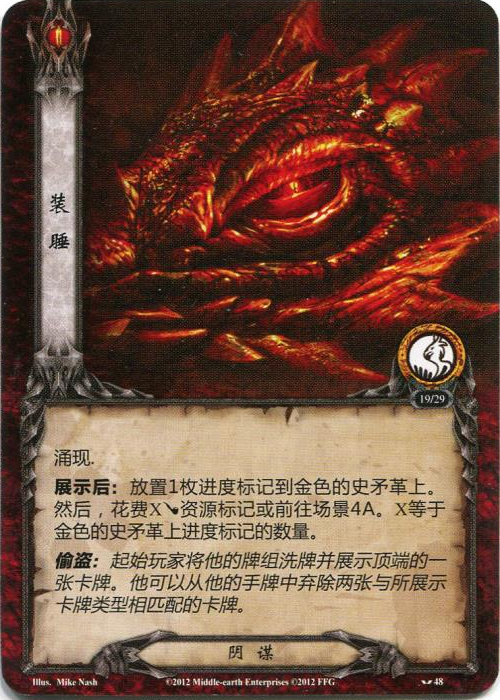 装睡
19/29
涌现.
展示后：放置1枚进度标记到金色的史矛革上。
然后，花费X资源标记或前往场景4A。X等于
金色的史矛革上进度标记的数量。
偷盗：起始玩家将他的牌组洗牌并展示顶端的一
张卡牌。他可以从他的手牌中弃除两张与所展示
卡牌类型相匹配的卡牌。
阴谋
Illus. Mike Nash ©2012 Middle-earth Enterprises ©2012 FFG 48